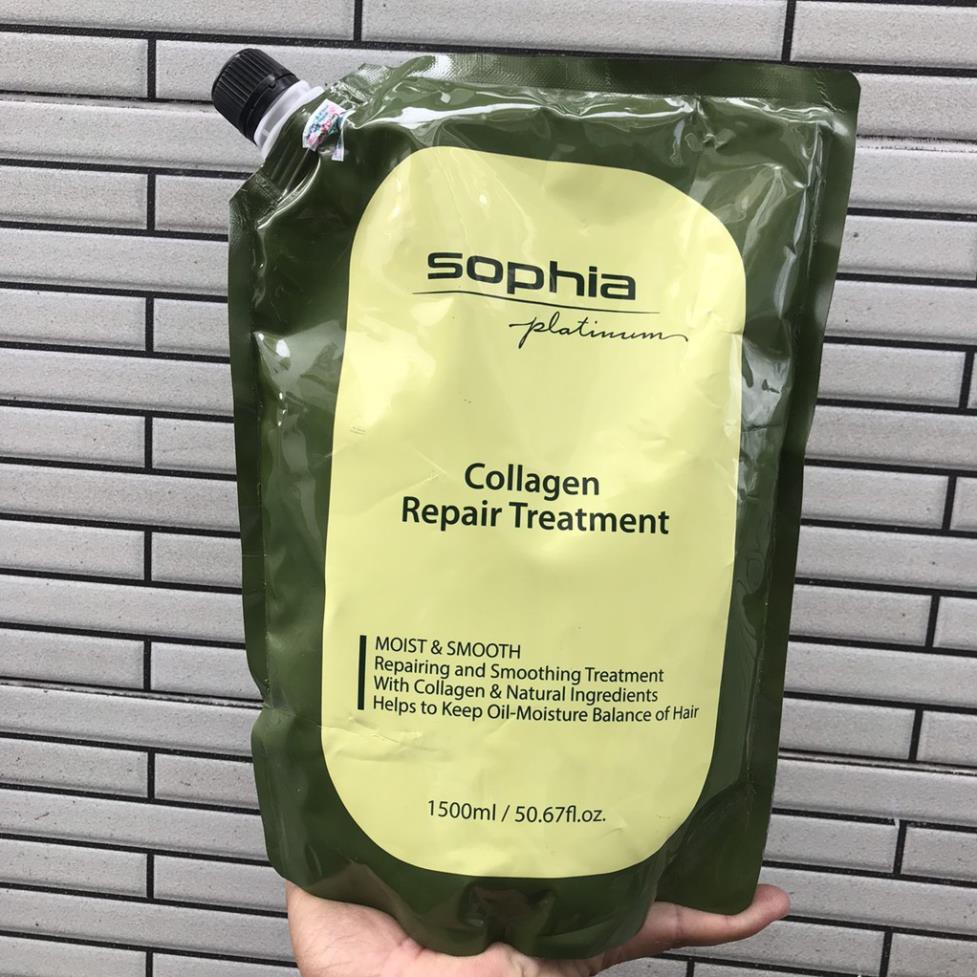 sophia
platinum
Collagen
Repair Treatment
MOIST & SMOOTH
Repairing and Smoothing Treatment
With Collagen & Natural Ingredients
Helps to Keep Oil-Moisture Balance of Hair
1500ml / 50.67fl.oz.